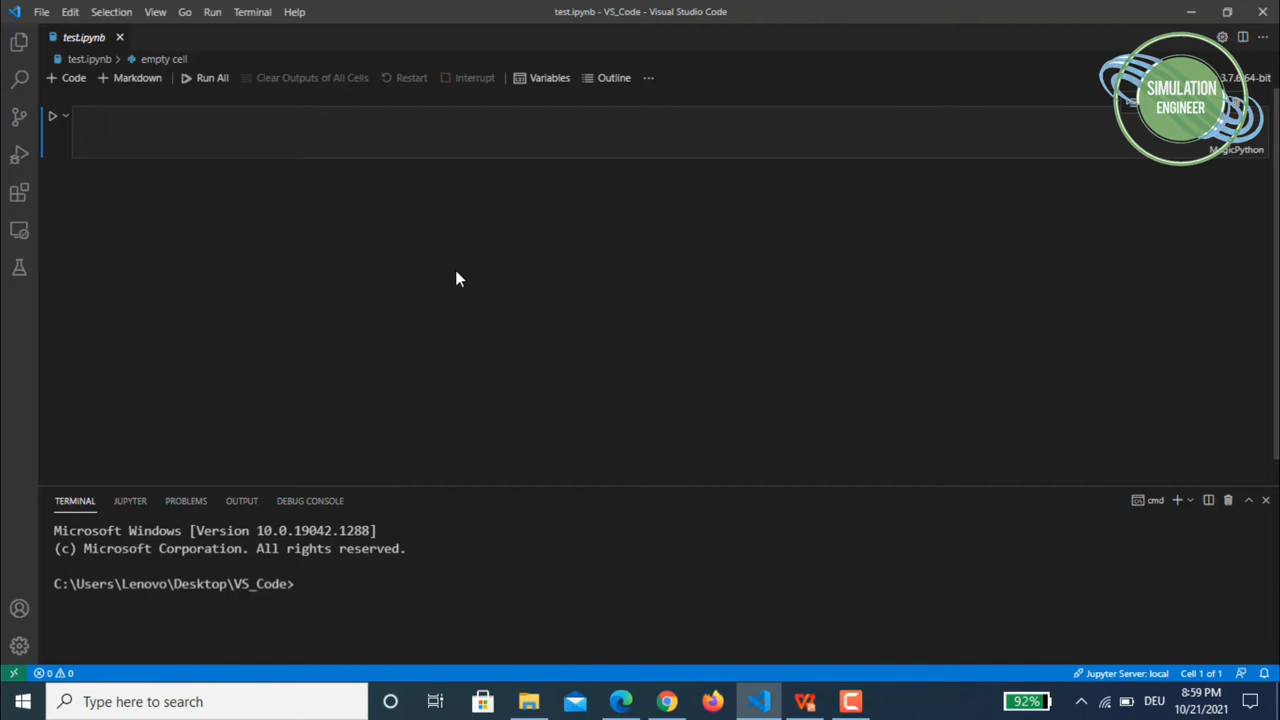 File Edit Selection View Go Run Terminal Help test.ipynb - VS_Code - Visual Studio Code
test.ipynb
test.ipynb > empty cell
+ Code + Markdown Run All Clear Outputs of All Cells Restart Interrupt Variables Outline ... 64-bit
SIMULATION
ENGINEER
MagicPython
TERMINAL JUPYTER PROBLEMS OUTPUT DEBUG CONSOLE cmd
Microsoft Windows [Version 10.0.19042.1288]
(c) Microsoft Corporation. All rights reserved.
C:\Users\Lenovo\Desktop\VS_Code>
0 0 Jupyter Server: local Cell 1 of 1
Type here to search 92% DEU 8:59 PM
10/21/2021